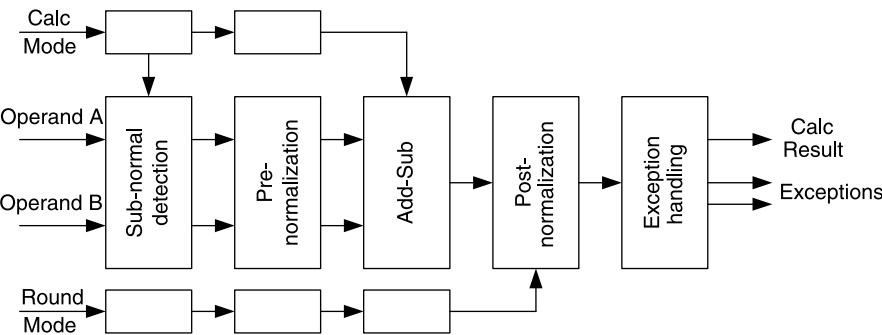 Calc
Mode
Operand A
Operand B
Sub-normal
detection
Pre-
normalization
Add-Sub
Post-
normalization
Exception
handling
Calc
Result
Exceptions
Round
Mode